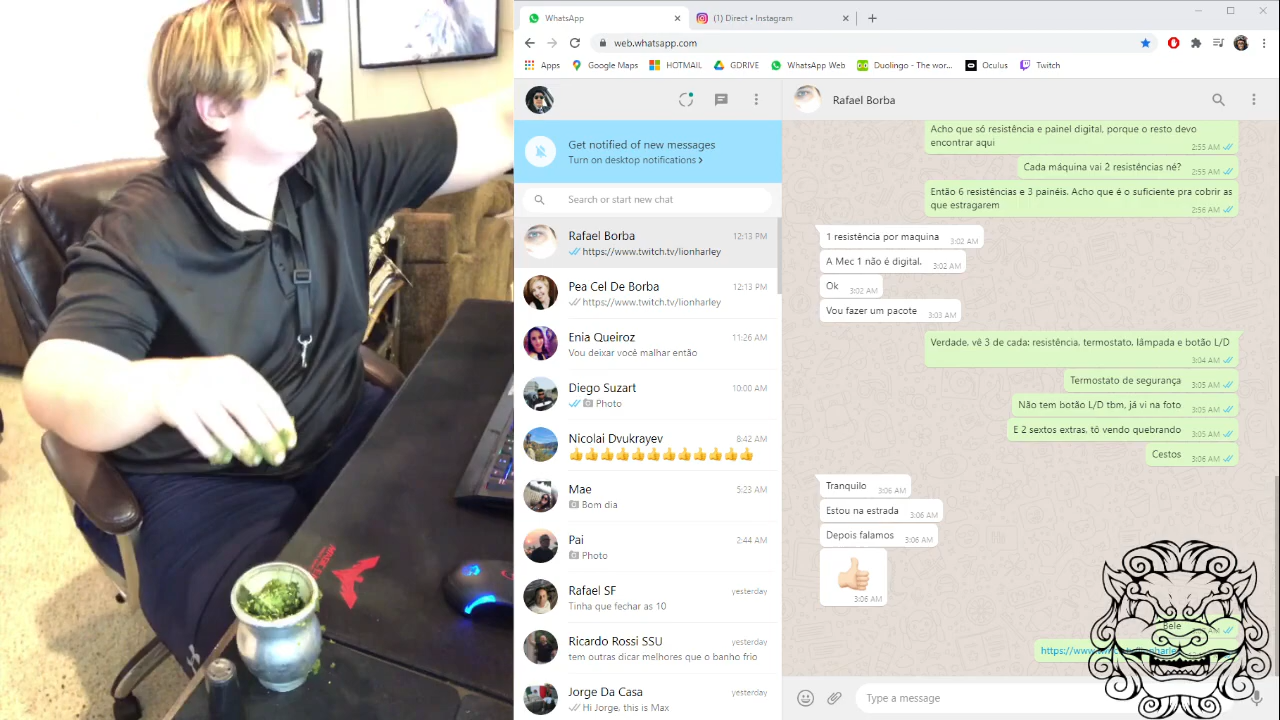 WhatsApp
(1) Direct • Instagram
web.whatsapp.com
Apps
Google Maps
HOTMAIL
GDRIVE
WhatsApp Web
Duolingo - The wor...
Oculus
Twitch
Rafael Borba
Get notified of new messages
Turn on desktop notifications >
Search or start new chat
Rafael Borba 12:13 PM
https://www.twitch.tv/lionharley
Pea Cel De Borba 12:13 PM
https://www.twitch.tv/lionharley
Enia Queiroz 11:26 AM
Vou deixar você malhar então
Diego Suzart 10:00 AM
Photo
Nicolai Dvukrayev 8:42 AM
👍👍👍👍👍👍👍👍👍👍👍👍
Mae 5:23 AM
Bom dia
Pai 2:44 AM
Photo
Rafael SF yesterday
Tinha que fechar as 10
Ricardo Rossi SSU yesterday
tem outras dicar melhores que o banho frio
Jorge Da Casa yesterday
Hi Jorge, this is Max
Acho que só resistência e painel digital, porque o resto devo
encontrar aqui 2:55 AM
Cada máquina vai 2 resistências né? 2:55 AM
Então 6 resistências e 3 painéis. Acho que é o suficiente pra cobrir as
que estragarem 2:56 AM
1 resistência por maquina 3:02 AM
A Mec 1 não é digital. 3:02 AM
Ok 3:02 AM
Vou fazer um pacote 3:03 AM
Verdade, vê 3 de cada: resistência, termostato, lâmpada e botão L/D
3:04 AM
Termostato de segurança 3:05 AM
Não tem botão L/D tbm, já vi na foto 3:05 AM
E 2 sextos extras, tô vendo quebrando 3:05 AM
Cestos 3:06 AM
Tranquilo 3:06 AM
Estou na estrada 3:06 AM
Depois falamos 3:06 AM
3:06 AM
Bele
Type a message